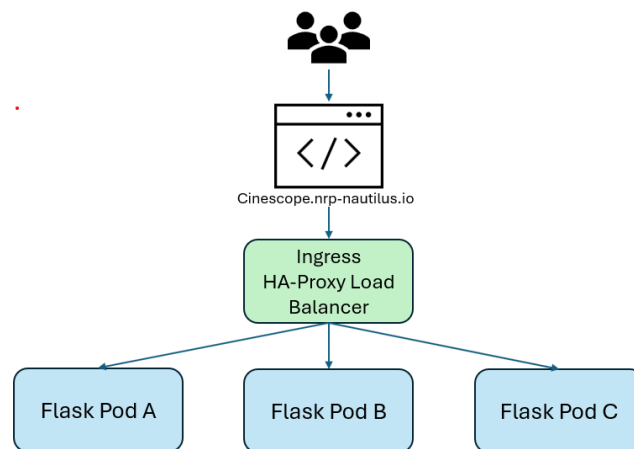 </>
Cinescope.nrp-nautilus.io
Ingress
HA-Proxy Load
Balancer
Flask Pod A
Flask Pod B
Flask Pod C